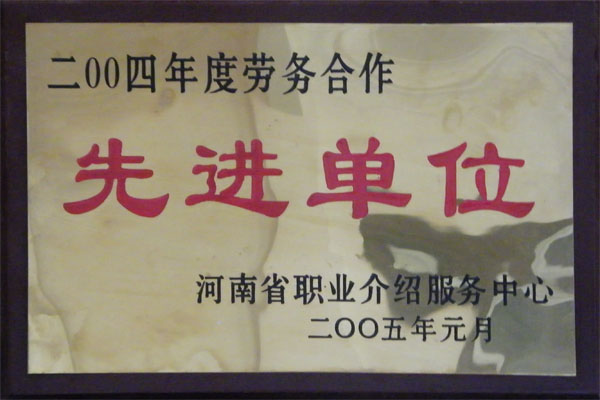 二00四年度劳务合作
先进单位
河南省职业介绍服务中心
二OO五年元月